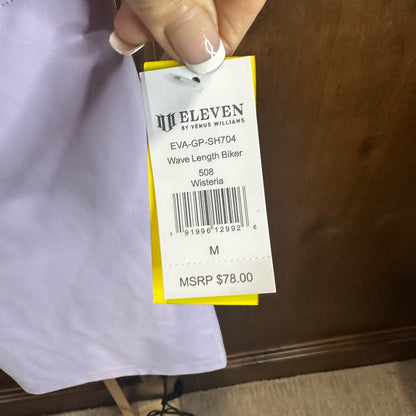 ELEVEN
BY VENUS WILLIAMS
EVA-GP-SH704
Wave Length Biker
508
Wisteria
1 91996 12992 6
M
MSRP $78.00